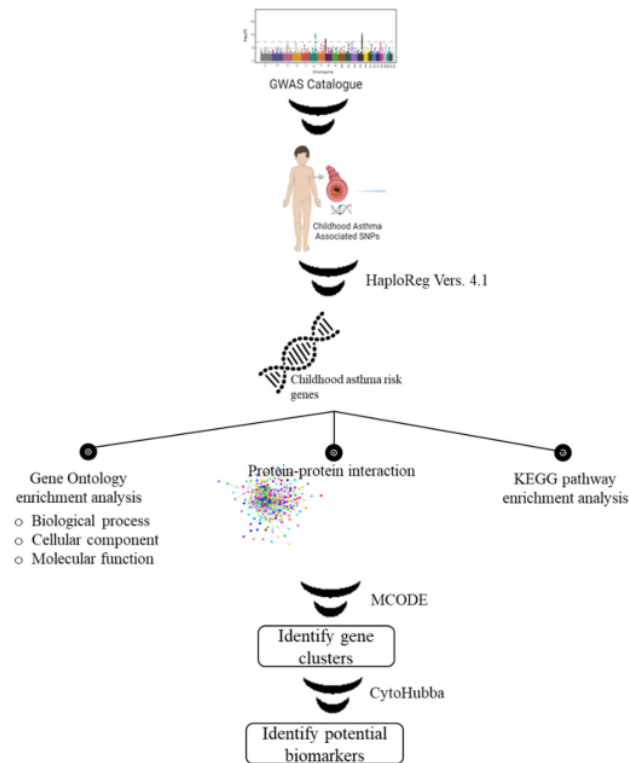 GWAS Catalogue
Childhood Asthma
Associated SNPs
HaploReg Vers. 4.1
Childhood asthma risk
genes
Gene Ontology
enrichment analysis
o Biological process
o Cellular component
o Molecular function
Protein-protein interaction
KEGG pathway
enrichment analysis
MCODE
Identify gene
clusters
CytoHubba
Identify potential
biomarkers